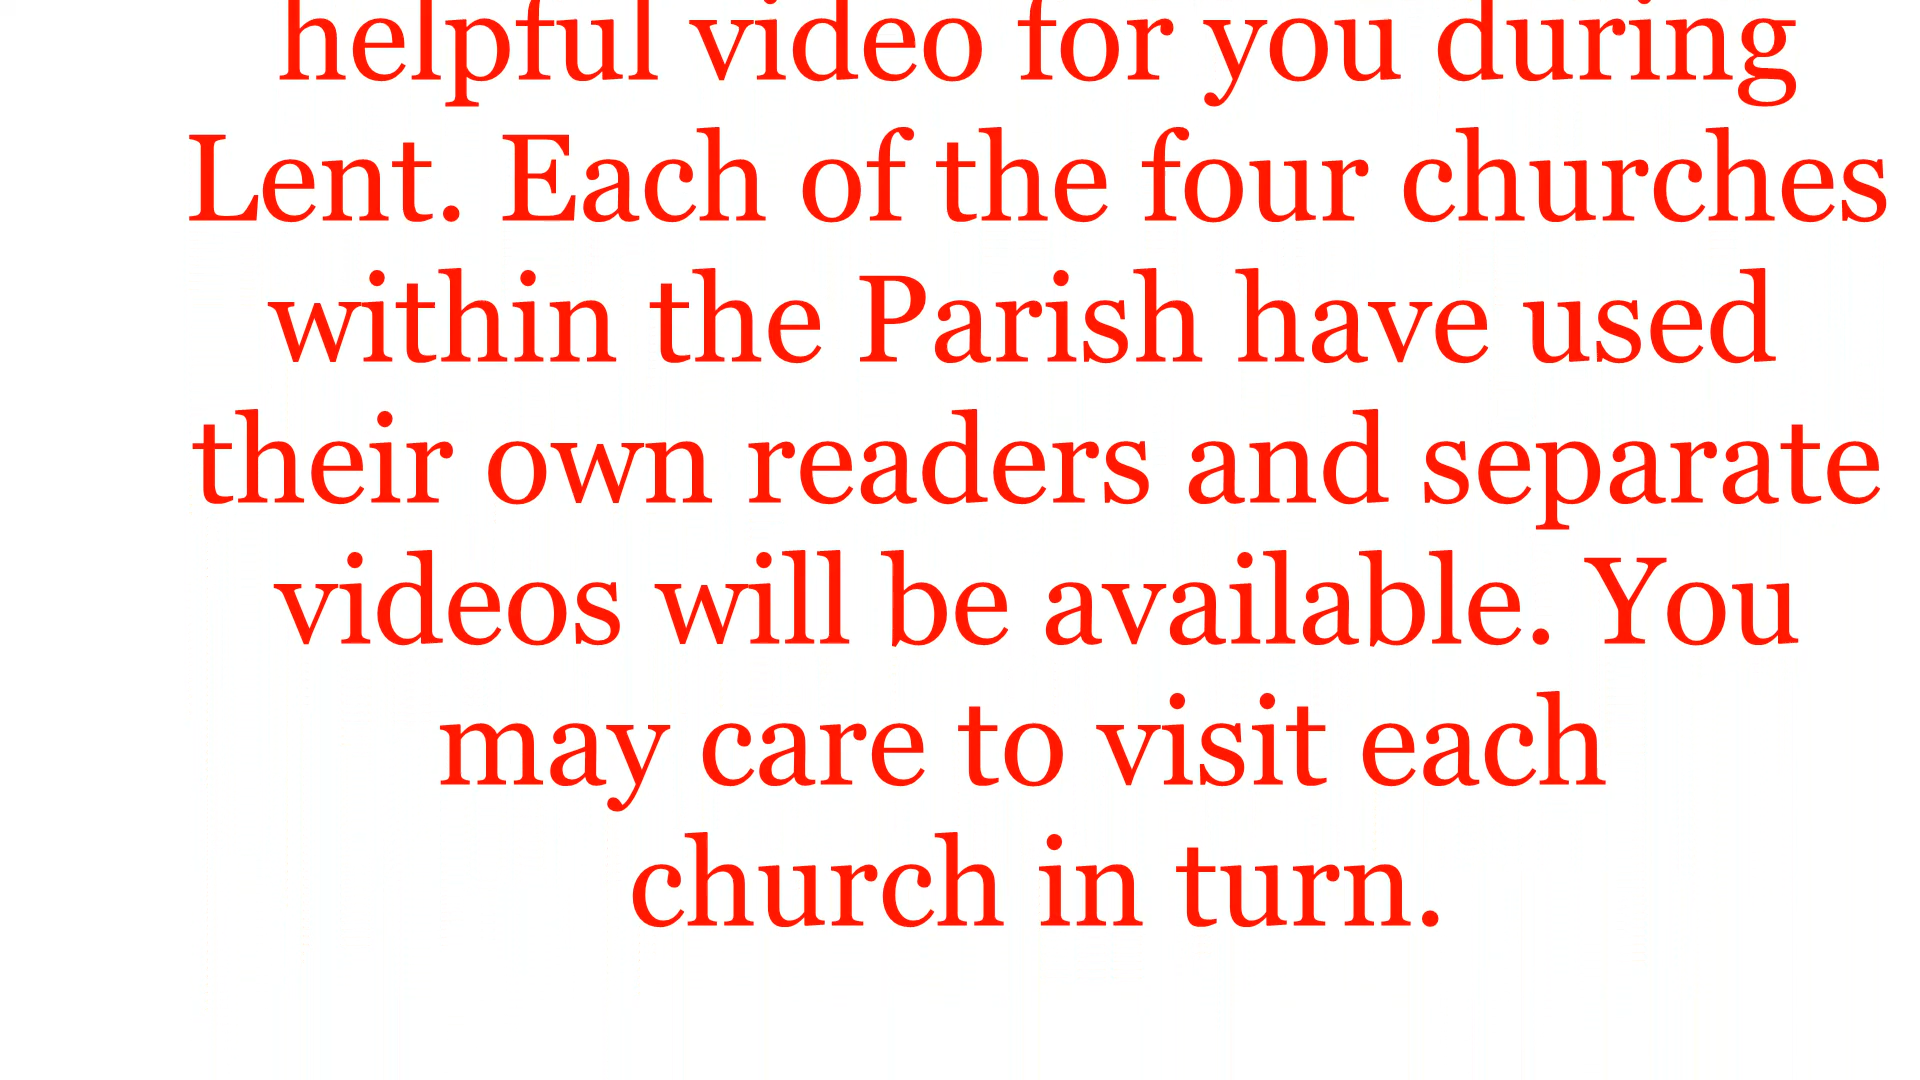 helpful video for you during
Lent. Each of the four churches
within the Parish have used
their own readers and separate
videos will be available. You
may care to visit each
church in turn.